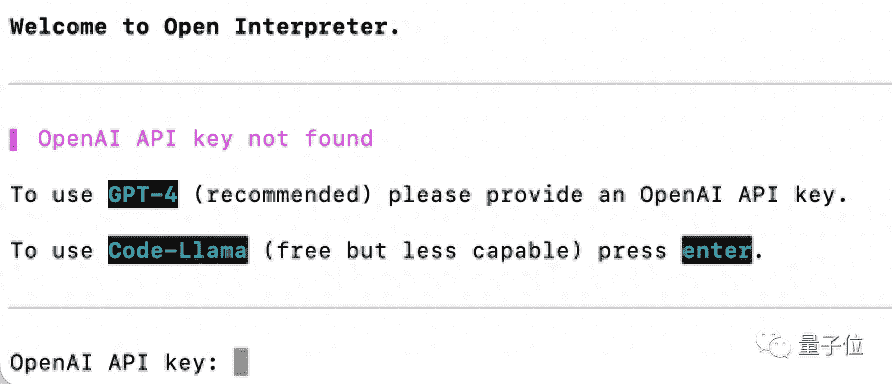 Welcome to Open Interpreter.
OpenAI API key not found
To use GPT-4 (recommended) please provide an OpenAI API key.
To use Code-Llama (free but less capable) press enter.
OpenAI API key:
量子位